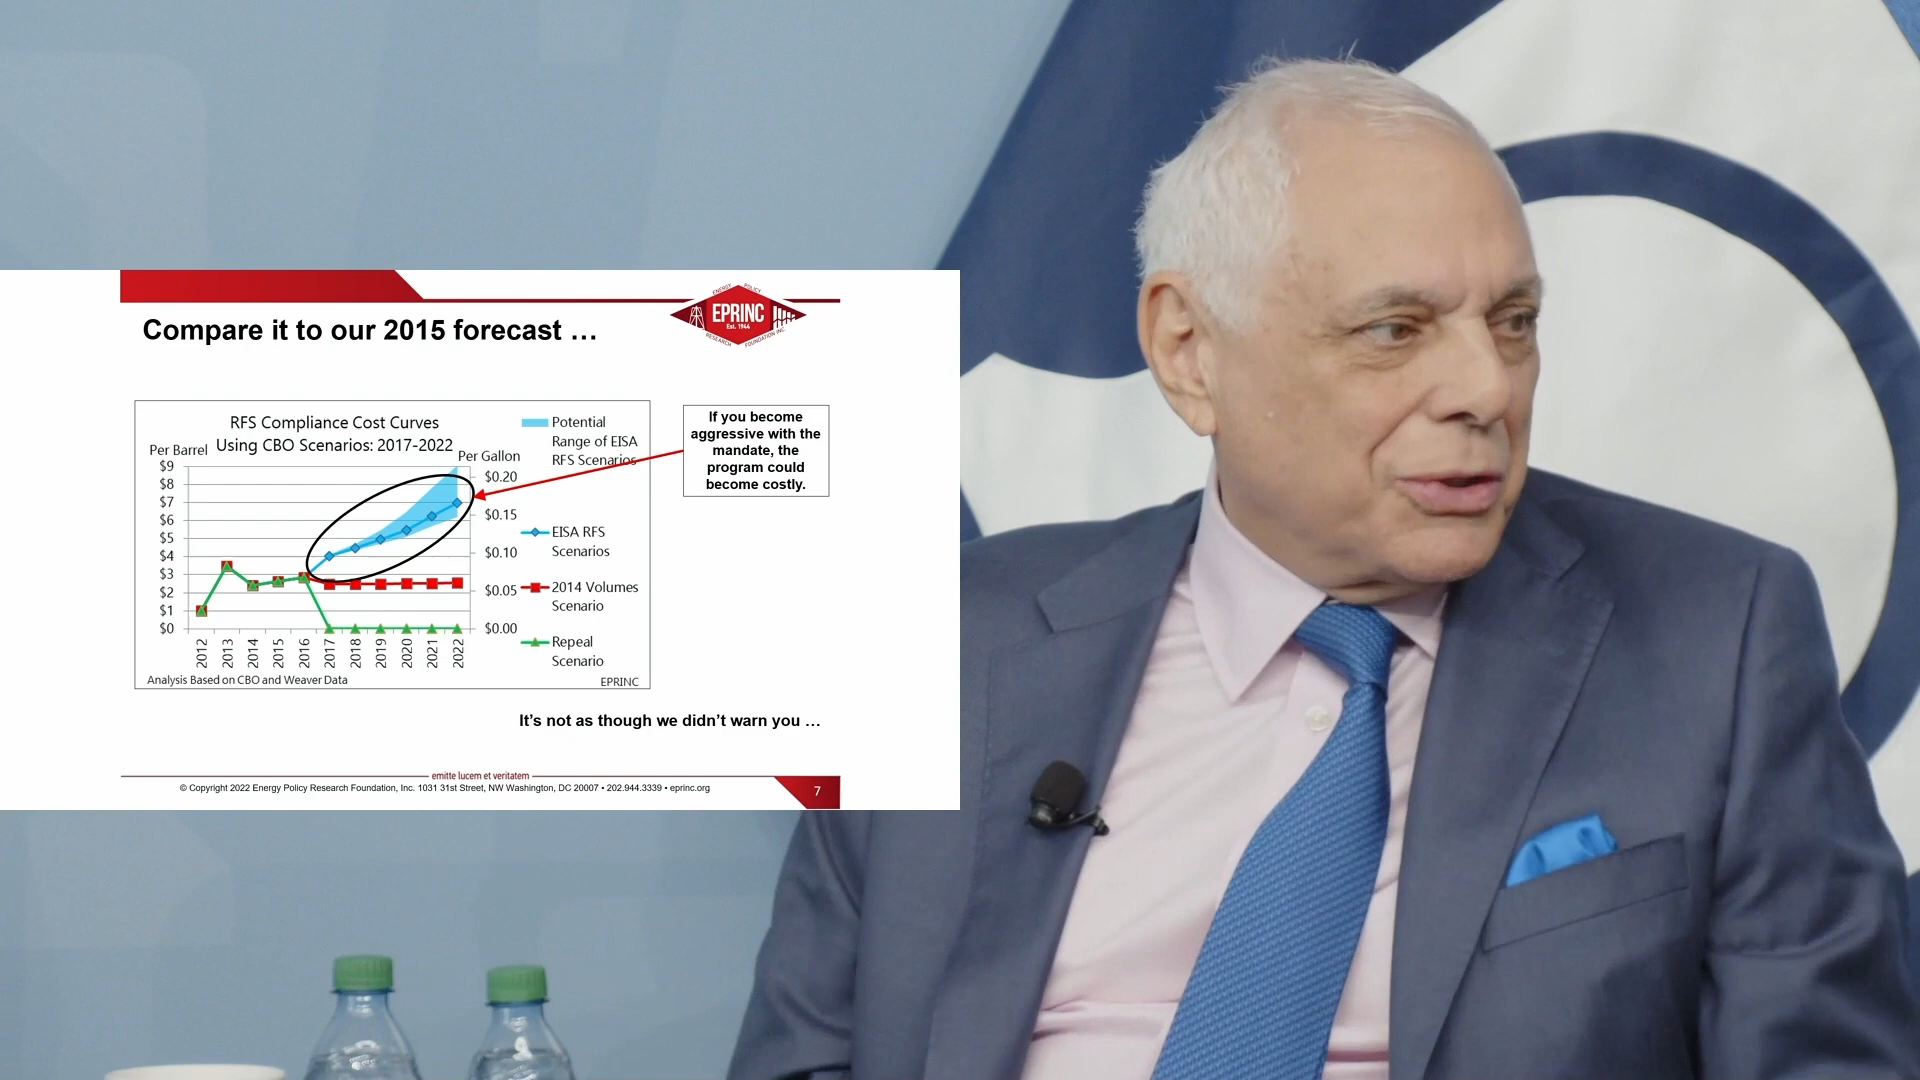 ENERGY POLICY
EPRINC
Est. 1944
RESEARCH FOUNDATION INC.
Compare it to our 2015 forecast …
RFS Compliance Cost Curves
Using CBO Scenarios: 2017-2022
Per Barrel
Per Gallon
$9
$8
$7
$6
$5
$4
$3
$2
$1
$0
$0.20
$0.15
$0.10
$0.05
$0.00
2012
2013
2014
2015
2016
2017
2018
2019
2020
2021
2022
Potential
Range of EISA
RFS Scenarios
EISA RFS
Scenarios
2014 Volumes
Scenario
Repeal
Scenario
Analysis Based on CBO and Weaver Data
EPRINC
If you become
aggressive with the
mandate, the
program could
become costly.
It’s not as though we didn’t warn you …
emitte lucem et veritatem
© Copyright 2022 Energy Policy Research Foundation, Inc. 1031 31st Street, NW Washington, DC 20007 • 202.944.3339 • eprinc.org
7